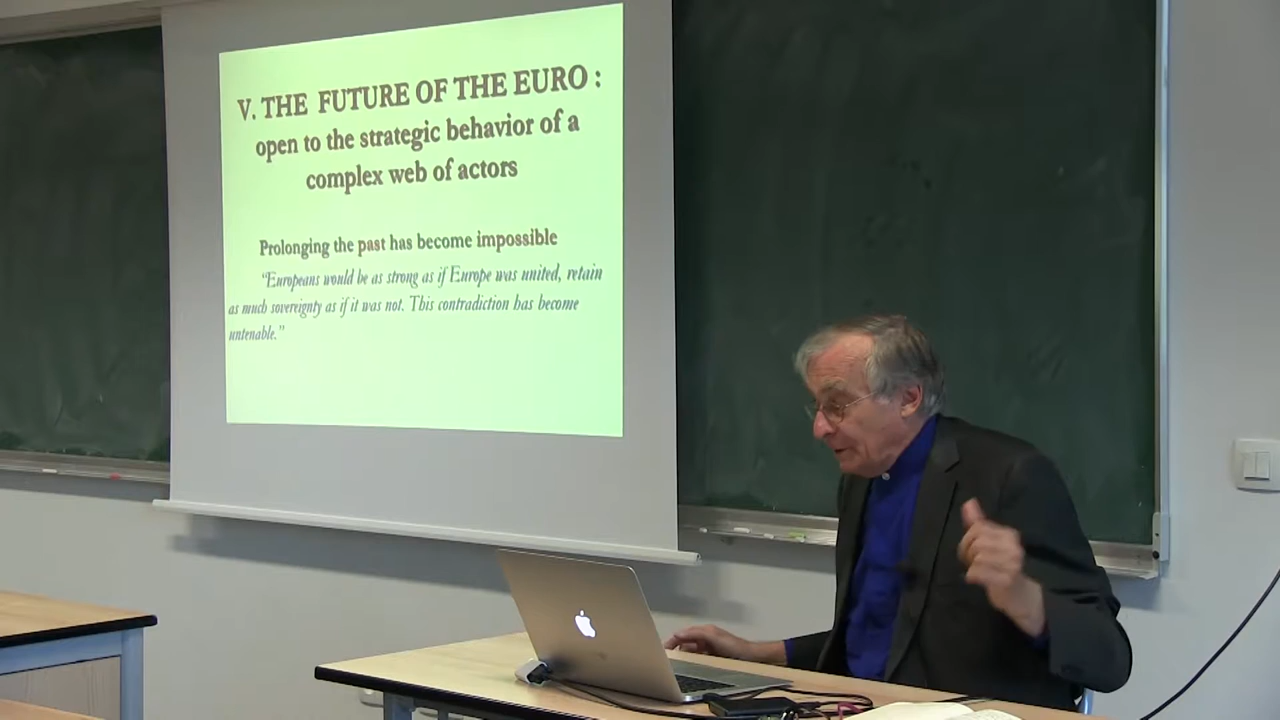 V. THE FUTURE OF THE EURO :
open to the strategic behavior of a
complex web of actors
Prolonging the past has become impossible
“Europeans would be as strong as if Europe was united, retain
as much sovereignty as if it was not. This contradiction has become
untenable.”